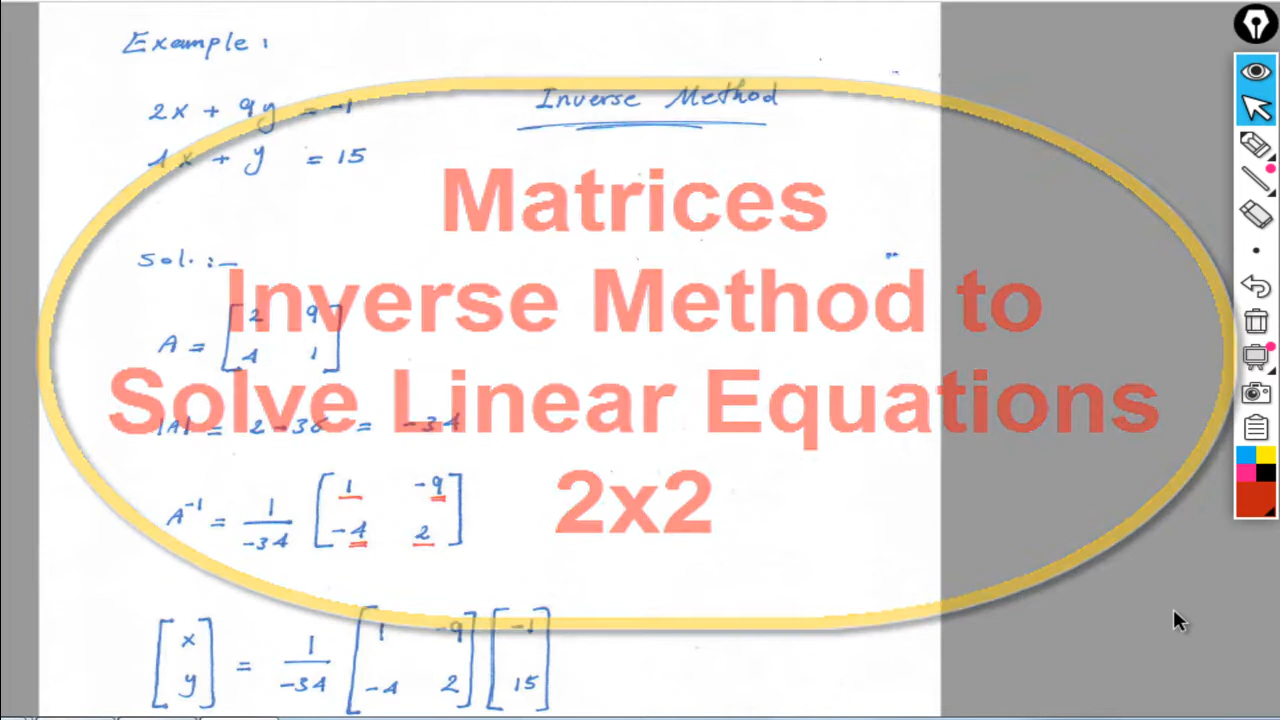 Example :
2x + 9y = -1
Inverse Method
4x + y = 15
Matrices
Sol. :-
Inverse Method to
A = [ 2 9
4 1 ]
Solve Linear Equations
|A| = 2 - 36 = -34
2x2
A⁻¹ = 1/-34 [ 1 -9
-4 2 ]
[ x
y ] = 1/-34 [ 1 -9
-4 2 ] [ -1
15 ]